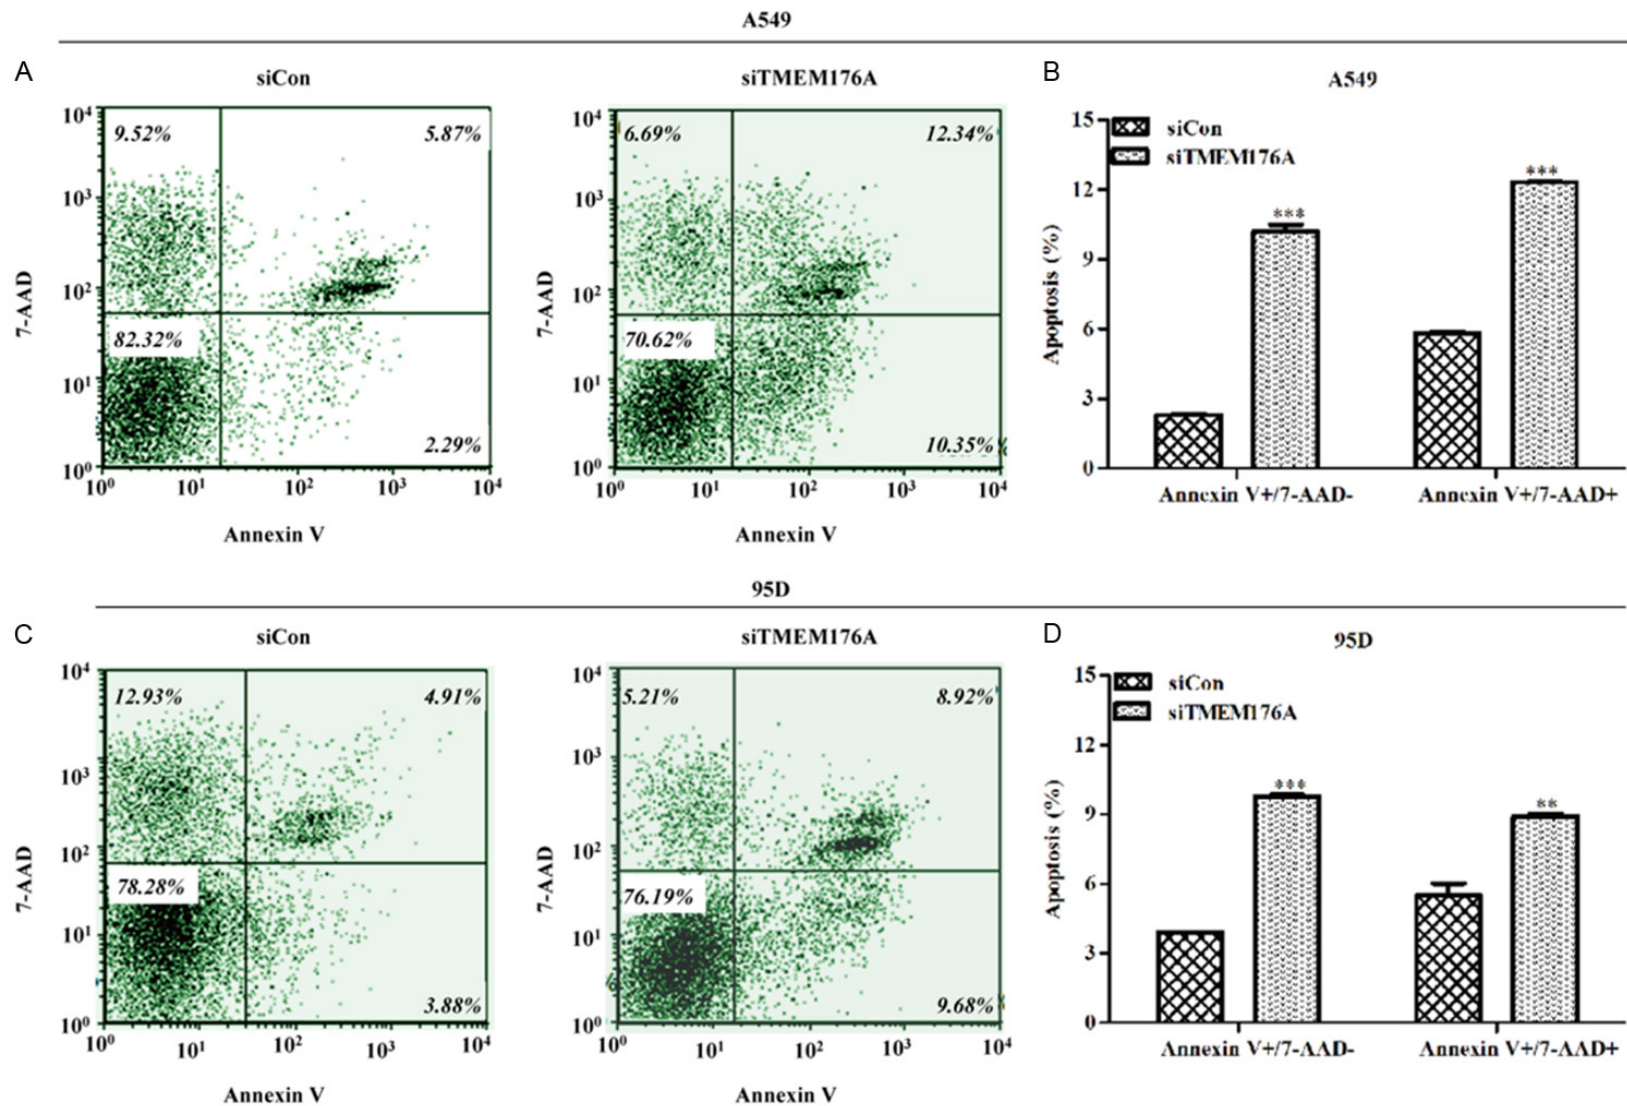 A549
A
siCon
siTMEM176A
10⁴
9.52%
5.87%
10³
10²
82.32%
10¹
2.29%
10⁰
10⁰ 10¹ 10² 10³ 10⁴
7-AAD
Annexin V
10⁴
6.69%
12.34%
10³
10²
70.62%
10¹
10.35%
10⁰
10⁰ 10¹ 10² 10³ 10⁴
7-AAD
Annexin V
B
A549
siCon
siTMEM176A
15
12
9
6
3
0
Apoptosis (%)
***
***
Annexin V+/7-AAD-
Annexin V+/7-AAD+
95D
C
siCon
siTMEM176A
10⁴
12.93%
4.91%
10³
10²
78.28%
10¹
3.88%
10⁰
10⁰ 10¹ 10² 10³ 10⁴
7-AAD
Annexin V
10⁴
5.21%
8.92%
10³
10²
76.19%
10¹
9.68%
10⁰
10⁰ 10¹ 10² 10³ 10⁴
7-AAD
Annexin V
D
95D
siCon
siTMEM176A
15
12
9
6
3
0
Apoptosis (%)
***
**
Annexin V+/7-AAD-
Annexin V+/7-AAD+